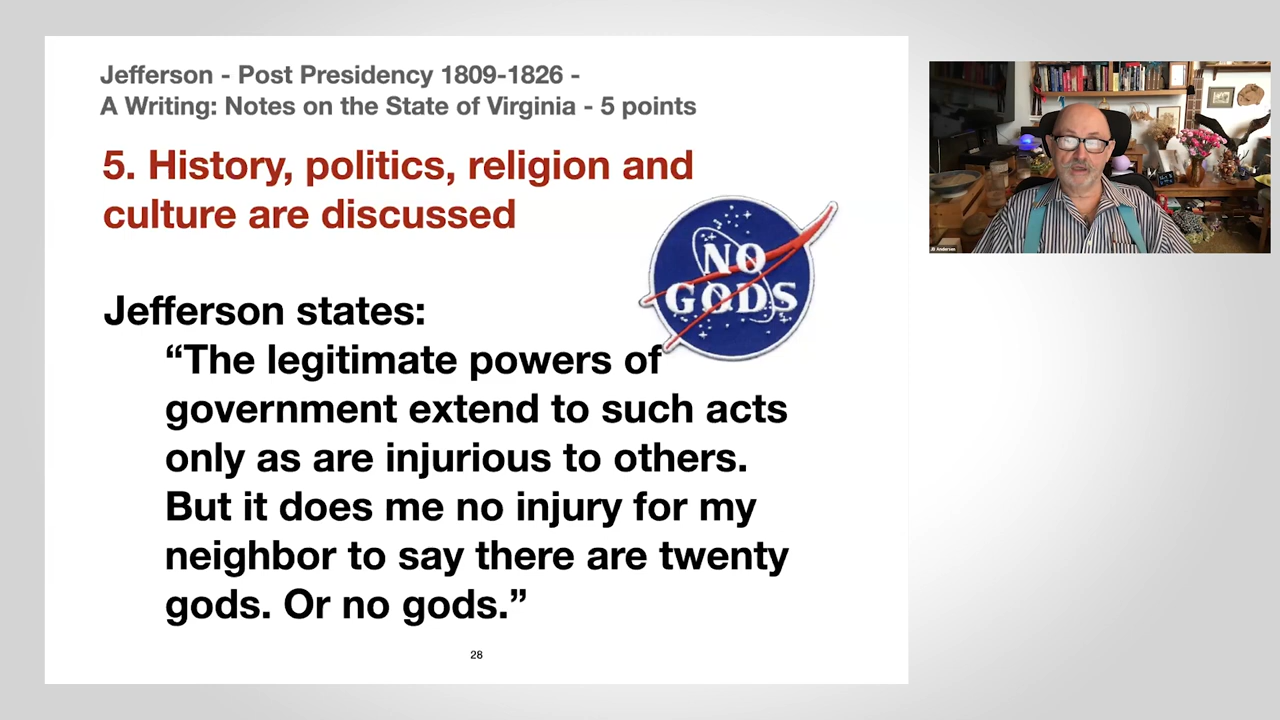 Jefferson - Post Presidency 1809-1826 -
A Writing: Notes on the State of Virginia - 5 points
5. History, politics, religion and
culture are discussed
NO
GODS
Jefferson states:
“The legitimate powers of
government extend to such acts
only as are injurious to others.
But it does me no injury for my
neighbor to say there are twenty
gods. Or no gods.”
28
JB Andersen